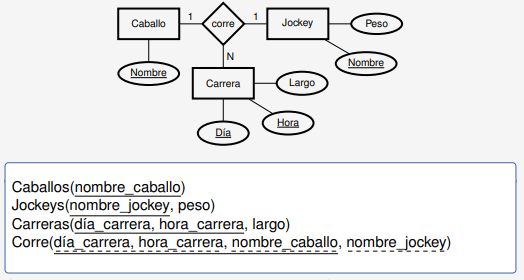 Caballo 1 corre 1 Jockey Peso
Nombre N Nombre
Carrera Largo
Día Hora
Caballos(nombre_caballo)
Jockeys(nombre_jockey, peso)
Carreras(día_carrera, hora_carrera, largo)
Corre(día_carrera, hora_carrera, nombre_caballo, nombre_jockey)